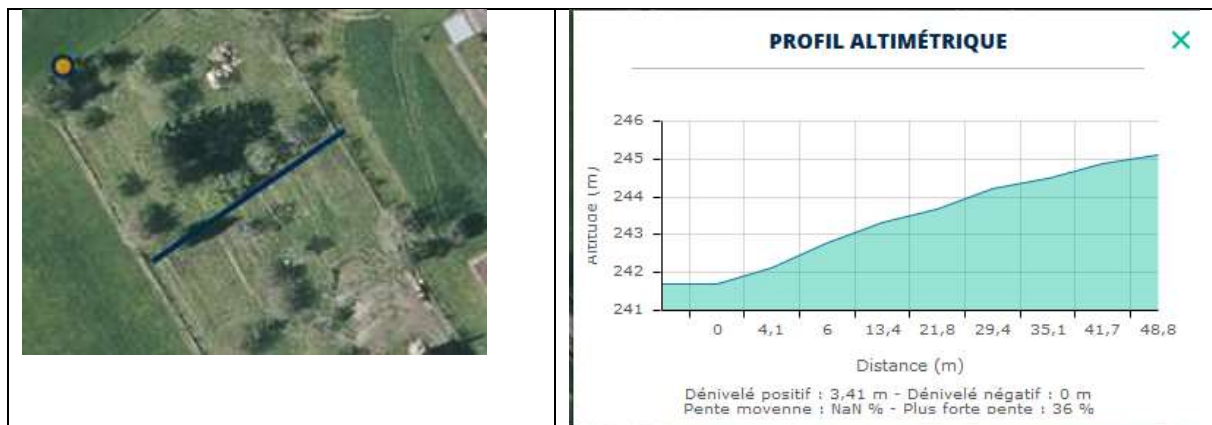 PROFIL ALTIMÉTRIQUE
×
246
245
244
243
242
241
Altitude (m)
0 4,1 6 13,4 21,8 29,4 35,1 41,7 48,8
Distance (m)
Dénivelé positif : 3,41 m - Dénivelé négatif : 0 m
Pente moyenne : NaN % - Plus forte pente : 36 %